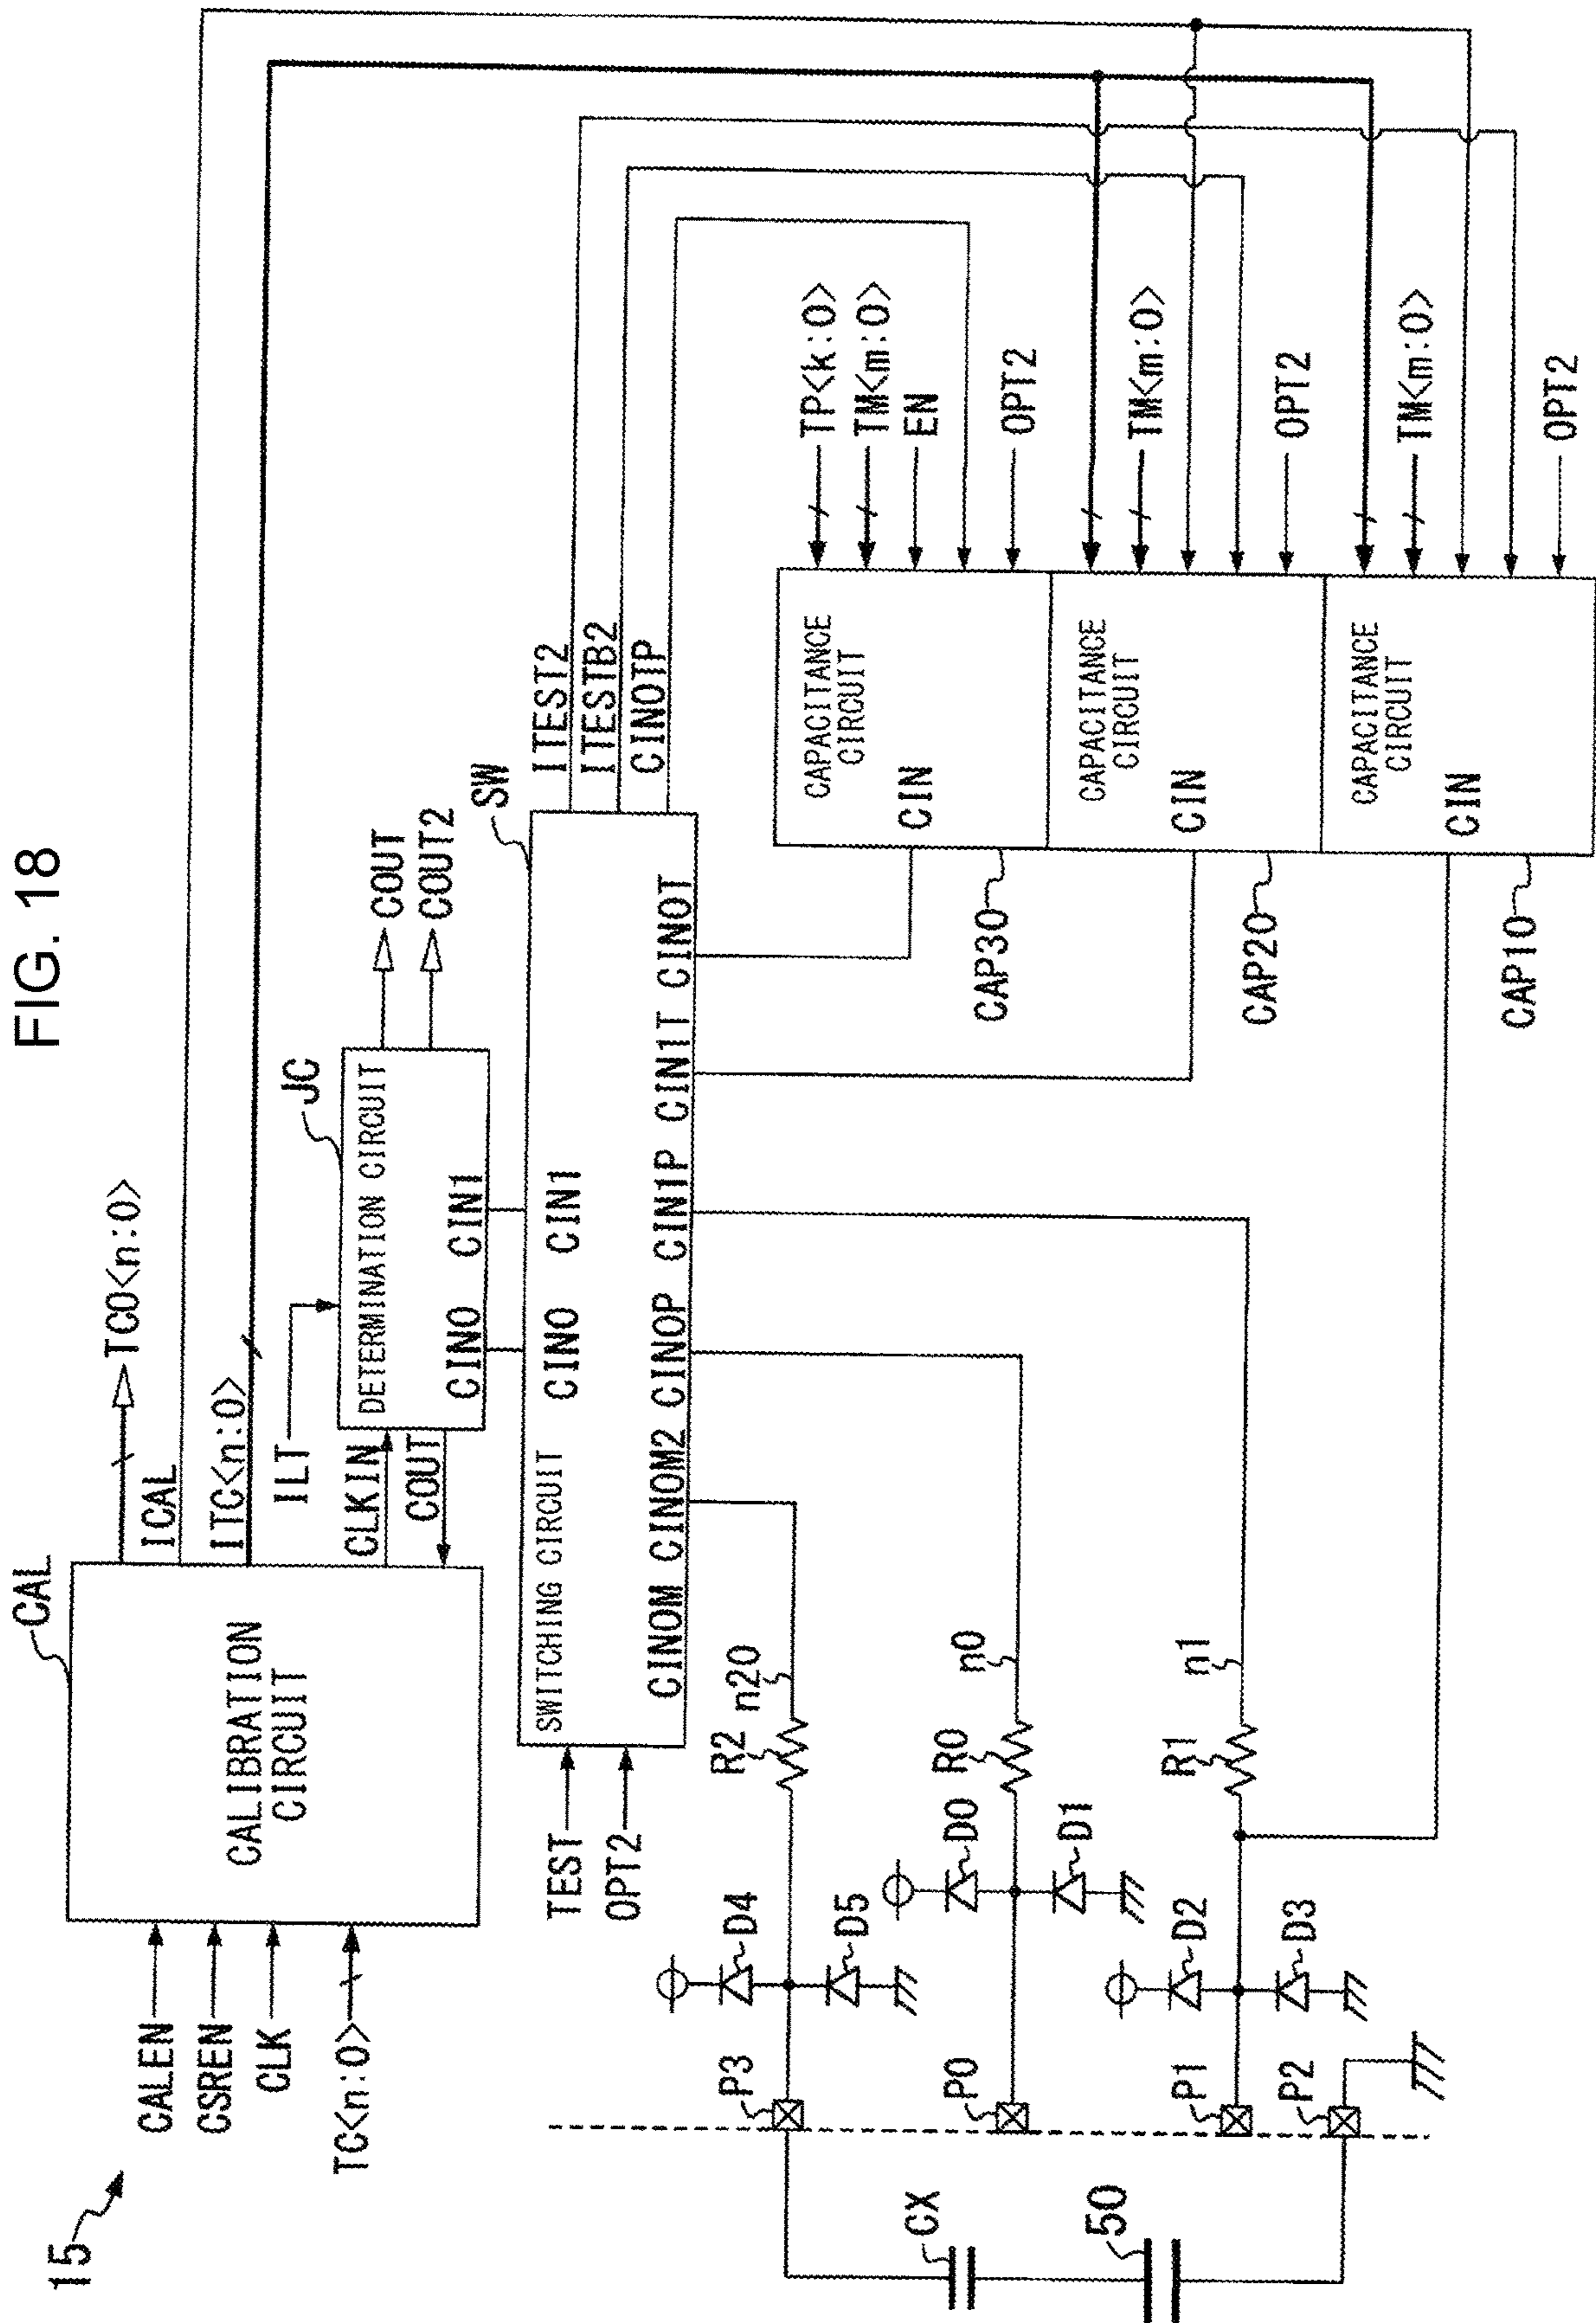 FIG. 18
15
CALEN
CSREN
CLK
TC<n:0>
CAL
CALIBRATION
CIRCUIT
TCO<n:0>
ICAL
ITC<n:0>
ILT
CLKIN
COUT
JC
DETERMINATION CIRCUIT
CIN0 CIN1
COUT
COUT2
TEST
OPT2
SW
SWITCHING CIRCUIT
CIN0 CIN1
CIN0M CIN0M2 CIN0P CIN1P CIN1T CIN0T
ITEST2
ITESTB2
CIN0TP
P3
D4
D5
R2
n20
P0
D0
D1
R0
n0
P1
D2
D3
R1
n1
P2
CX
50
CAPACITANCE
CIRCUIT
CIN
CAP30
TP<k:0>
TM<m:0>
EN
OPT2
CAPACITANCE
CIRCUIT
CIN
CAP20
TM<m:0>
OPT2
CAPACITANCE
CIRCUIT
CIN
CAP10
TM<m:0>
OPT2